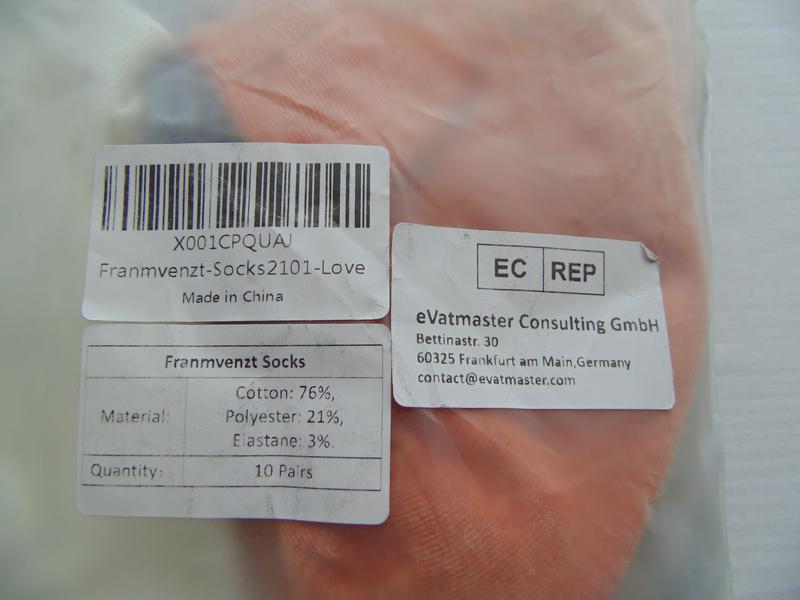 X001CPQUAJ
Franmvenzt-Socks2101-Love
Made in China
Franmvenzt Socks
Material:
Cotton: 76%,
Polyester: 21%,
Elastane: 3%.
Quantity:
10 Pairs
EC REP
eVatmaster Consulting GmbH
Bettinastr. 30
60325 Frankfurt am Main,Germany
contact@evatmaster.com